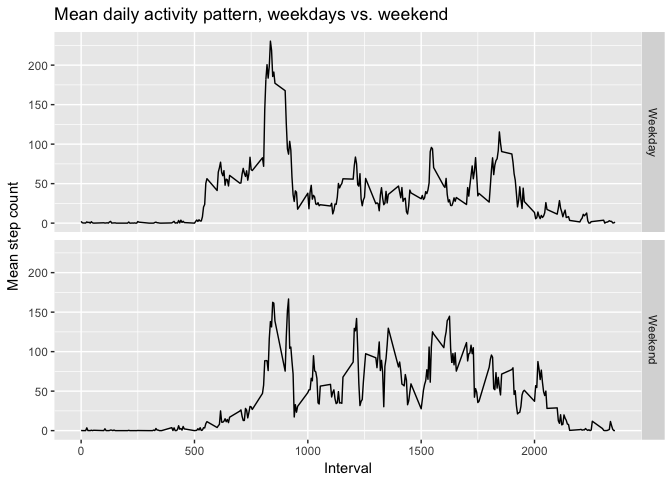 Mean daily activity pattern, weekdays vs. weekend
Mean step count
200
150
100
50
0
Weekday
200
150
100
50
0
Weekend
0 500 1000 1500 2000
Interval